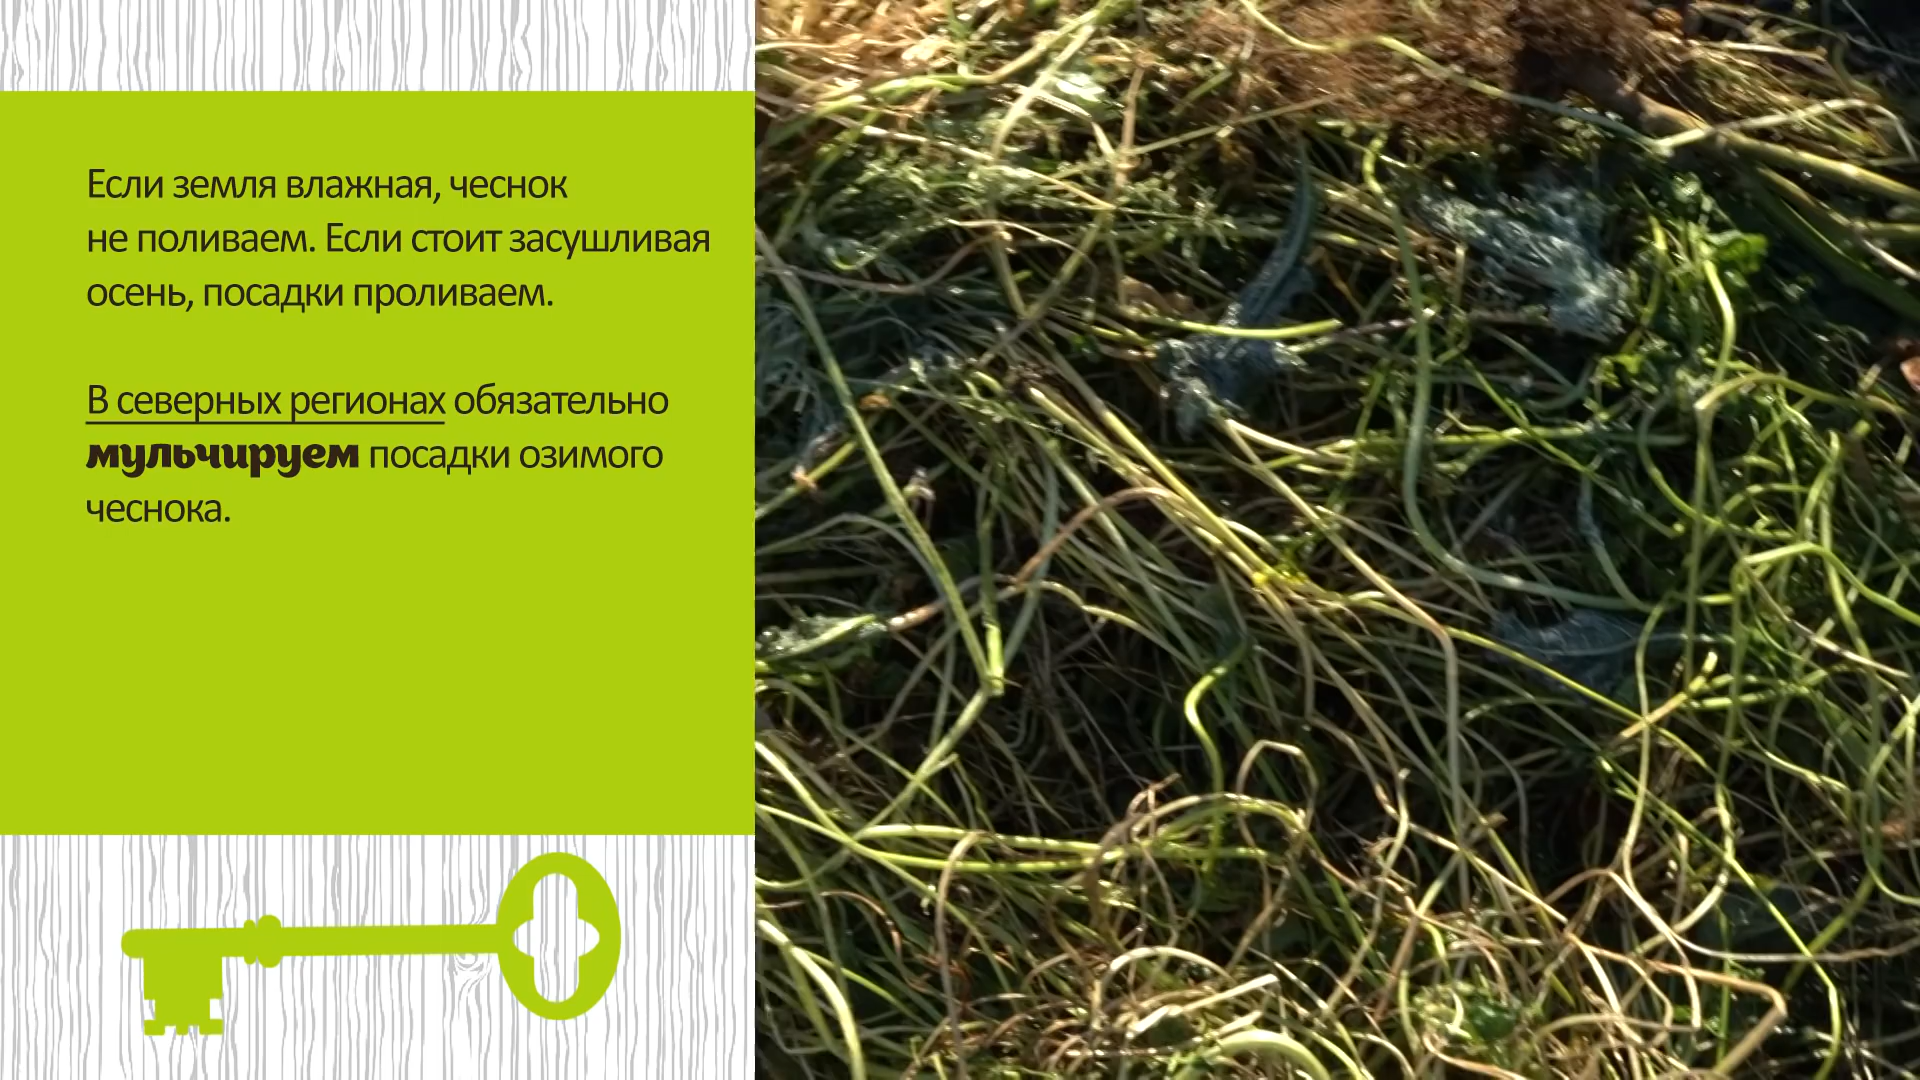 Если земля влажная, чеснок
не поливаем. Если стоит засушливая
осень, посадки проливаем.
В северных регионах обязательно
мульчируем посадки озимого
чеснока.